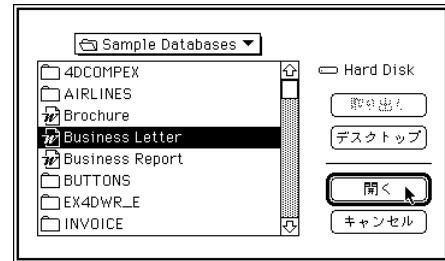 Sample Databases
4DCOMPEX
AIRLINES
Brochure
Business Letter
Business Report
BUTTONS
EX4DWR_E
INVOICE
Hard Disk
取り出し
デスクトップ
開く
キャンセル